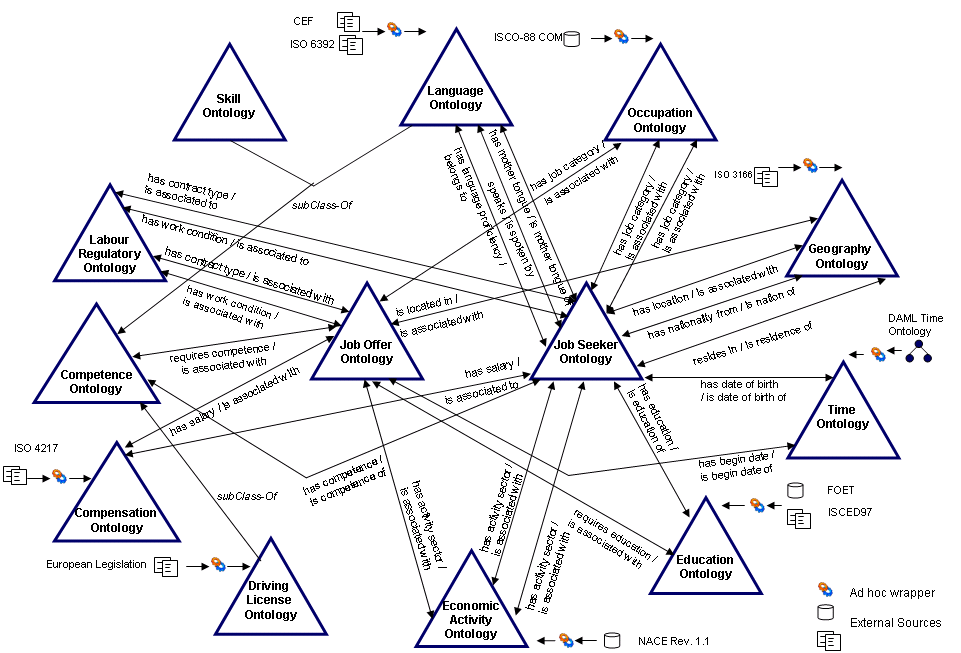 CEF
ISO 6392
ISCO-88 COM
Skill
Ontology
Language
Ontology
Occupation
Ontology
ISO 3166
has contract type /
is associated to
subClass-Of
has language proficiency /
belongs to
speaks / is spoken by
has mother tongue / is mother tongue
has job category /
is associated with
has job category /
is associated with
has job category /
is associated with
Labour
Regulatory
Ontology
has work condition / is associated to
has contract type / is associated with
has work condition /
is associated with
Geography
Ontology
is located in /
is associated with
has location / is associated with
has nationality from / is nation of
resides in / is residence of
DAML Time
Ontology
Job Offer
Ontology
Job Seeker
Ontology
requires competence /
is associated with
Competence
Ontology
has salary / is associated with
has salary /
is associated to
has date of birth
/ is date of birth of
Time
Ontology
has education /
is education of
ISO 4217
has competence /
is competence of
has begin date /
is begin date of
Compensation
Ontology
subClass-Of
has activity sector /
is associated with
has activity sector /
is associated with
has activity sector /
is associated with
requires education /
is associated with
FOET
ISCED97
Education
Ontology
European Legislation
Driving
License
Ontology
Economic
Activity
Ontology
NACE Rev. 1.1
Ad hoc wrapper
External Sources